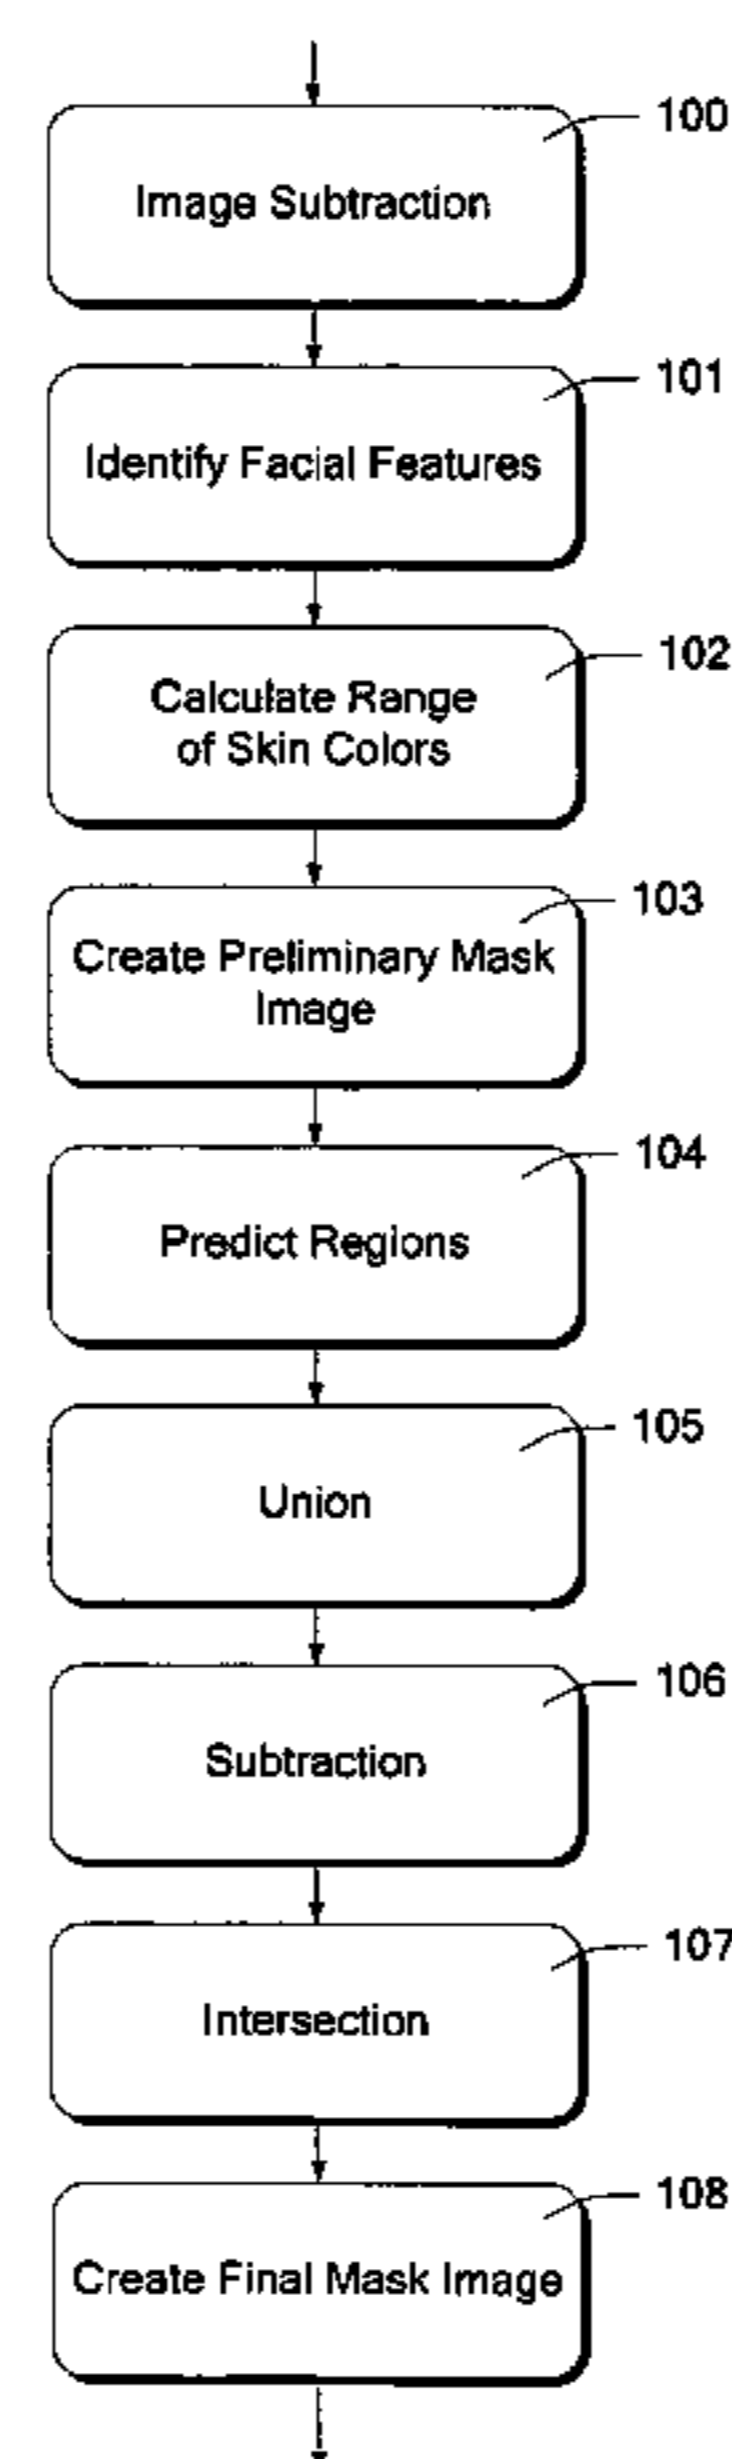 100
Image Subtraction
101
Identify Facial Features
102
Calculate Range
of Skin Colors
103
Create Preliminary Mask
Image
104
Predict Regions
105
Union
106
Subtraction
107
Intersection
108
Create Final Mask Image